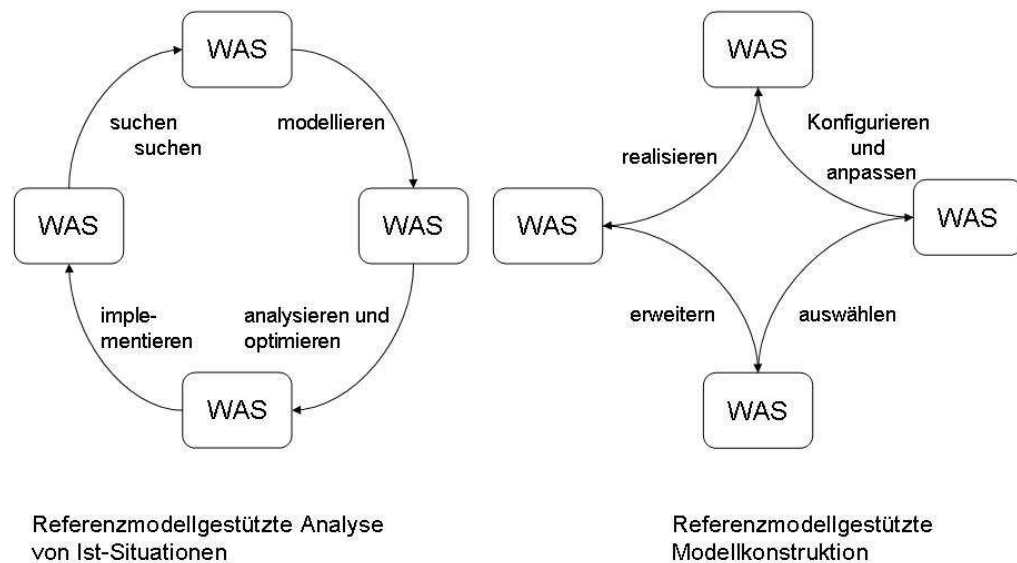 WAS
suchen
suchen
modellieren
WAS
WAS
imple-
mentieren
analysieren und
optimieren
WAS
Referenzmodellgestützte Analyse
von Ist-Situationen
WAS
realisieren
Konfigurieren
und
anpassen
WAS
WAS
erweitern
auswählen
WAS
Referenzmodellgestützte
Modellkonstruktion